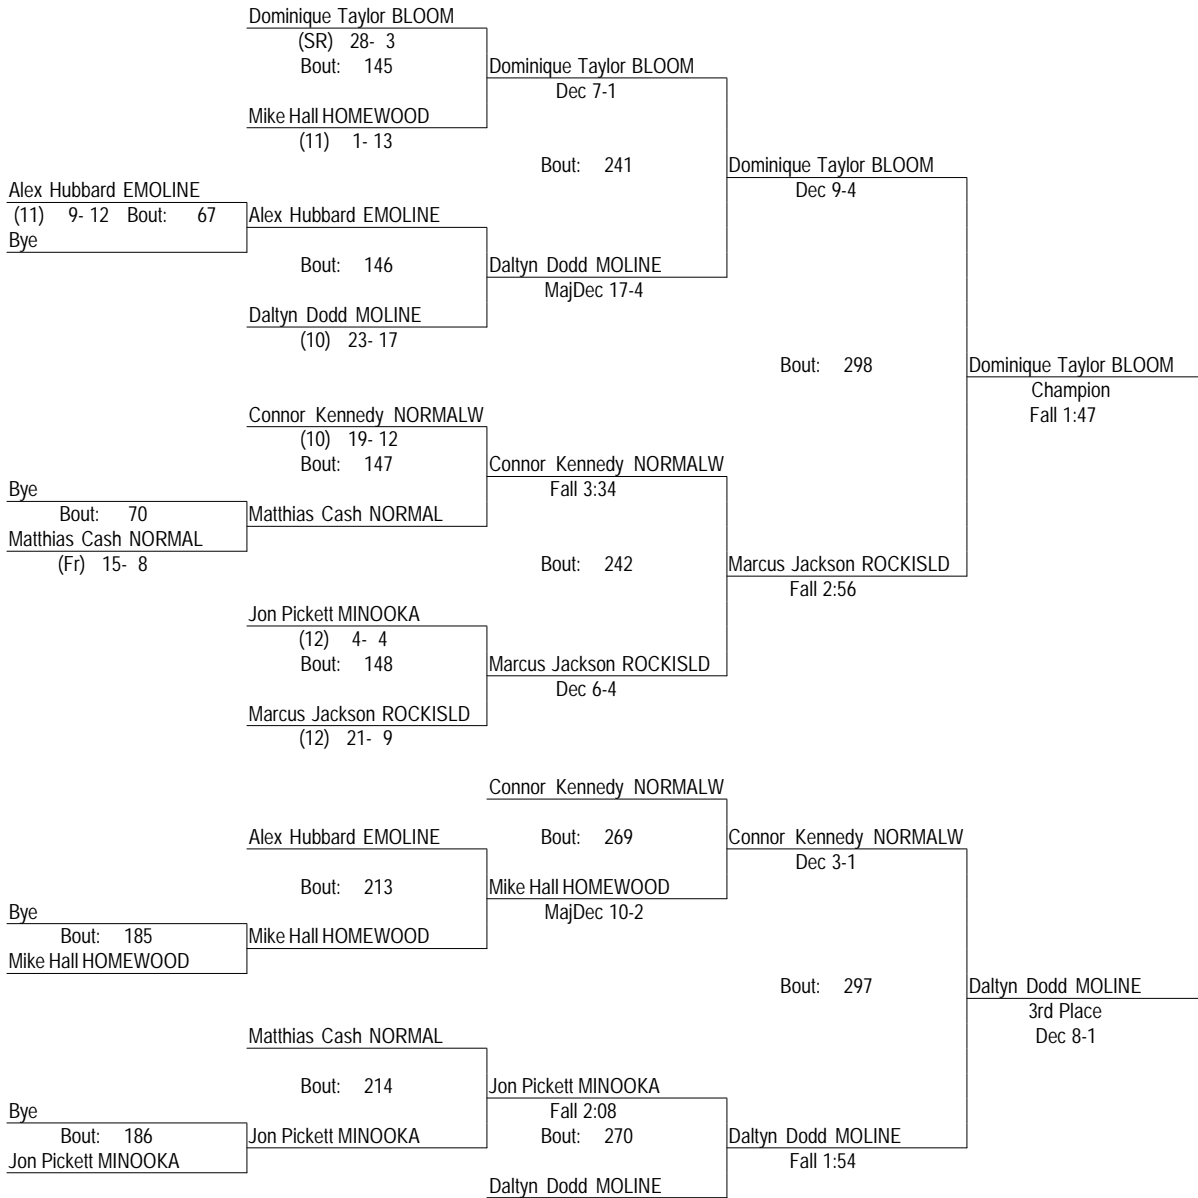 Dominique Taylor BLOOM
(SR) 28- 3
Bout: 145
Dominique Taylor BLOOM
Dec 7-1
Mike Hall HOMEWOOD
(11) 1- 13
Bout: 241
Dominique Taylor BLOOM
Dec 9-4
Alex Hubbard EMOLINE
(11) 9- 12 Bout: 67
Bye
Alex Hubbard EMOLINE
Bout: 146
Daltyn Dodd MOLINE
MajDec 17-4
Daltyn Dodd MOLINE
(10) 23- 17
Bout: 298
Dominique Taylor BLOOM
Champion
Fall 1:47
Connor Kennedy NORMALW
(10) 19- 12
Bout: 147
Connor Kennedy NORMALW
Fall 3:34
Bye
Bout: 70
Matthias Cash NORMAL
(Fr) 15- 8
Matthias Cash NORMAL
Bout: 242
Marcus Jackson ROCKISLD
Fall 2:56
Jon Pickett MINOOKA
(12) 4- 4
Bout: 148
Marcus Jackson ROCKISLD
Dec 6-4
Marcus Jackson ROCKISLD
(12) 21- 9
Connor Kennedy NORMALW
Alex Hubbard EMOLINE
Bout: 269
Connor Kennedy NORMALW
Dec 3-1
Bout: 213
Mike Hall HOMEWOOD
MajDec 10-2
Bye
Bout: 185
Mike Hall HOMEWOOD
Mike Hall HOMEWOOD
Bout: 297
Daltyn Dodd MOLINE
3rd Place
Dec 8-1
Matthias Cash NORMAL
Bout: 214
Jon Pickett MINOOKA
Fall 2:08
Bye
Bout: 186
Jon Pickett MINOOKA
Jon Pickett MINOOKA
Bout: 270
Daltyn Dodd MOLINE
Fall 1:54
Daltyn Dodd MOLINE